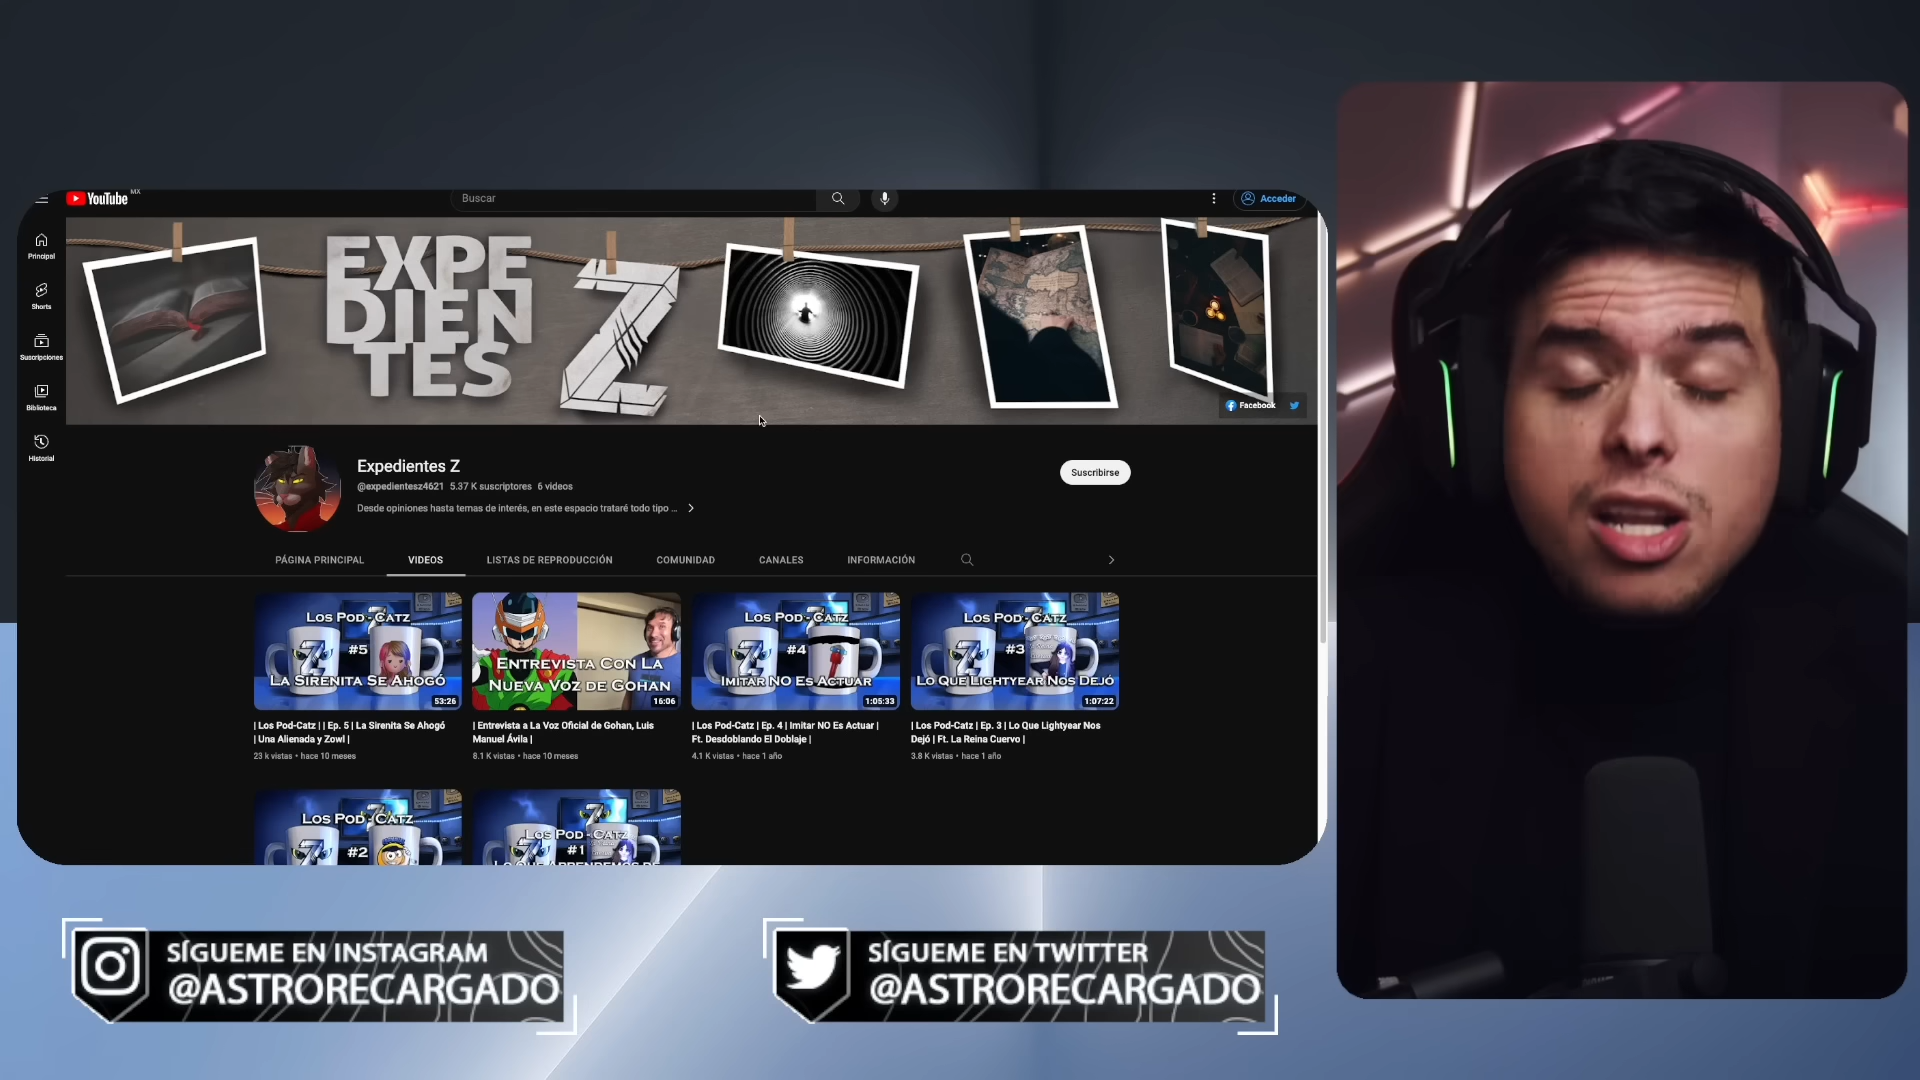 YouTube MX
Buscar
Acceder
Principal
Shorts
Suscripciones
Biblioteca
Historial
EXPE
DIEN
TES
Z
Facebook
Expedientes Z
@expedientesz4621 5.37 K suscriptores 6 videos
Desde opiniones hasta temas de interés, en este espacio trataré todo tipo ...
Suscribirse
PÁGINA PRINCIPAL
VIDEOS
LISTAS DE REPRODUCCIÓN
COMUNIDAD
CANALES
INFORMACIÓN
Los Pod-Catz
#5
La Sirenita Se Ahogó
53:26
Entrevista Con La
Nueva Voz de Gohan
16:06
Los Pod-Catz
#4
Imitar NO Es Actuar
1:05:33
Los Pod-Catz
#3
Lo Que Lightyear Nos Dejó
1:07:22
| Los Pod-Catz | | Ep. 5 | La Sirenita Se Ahogó
| Una Alienada y Zowl |
23 k vistas • hace 10 meses
| Entrevista a La Voz Oficial de Gohan, Luis
Manuel Ávila |
8.1 K vistas • hace 10 meses
| Los Pod-Catz | Ep. 4 | Imitar NO Es Actuar |
Ft. Desdoblando El Doblaje |
4.1 K vistas • hace 1 año
| Los Pod-Catz | Ep. 3 | Lo Que Lightyear Nos
Dejó | Ft. La Reina Cuervo |
3.8 K vistas • hace 1 año
Los Pod-Catz
#2
Los Pod-Catz
#1
SÍGUEME EN INSTAGRAM
@ASTRORECARGADO
SÍGUEME EN TWITTER
@ASTRORECARGADO